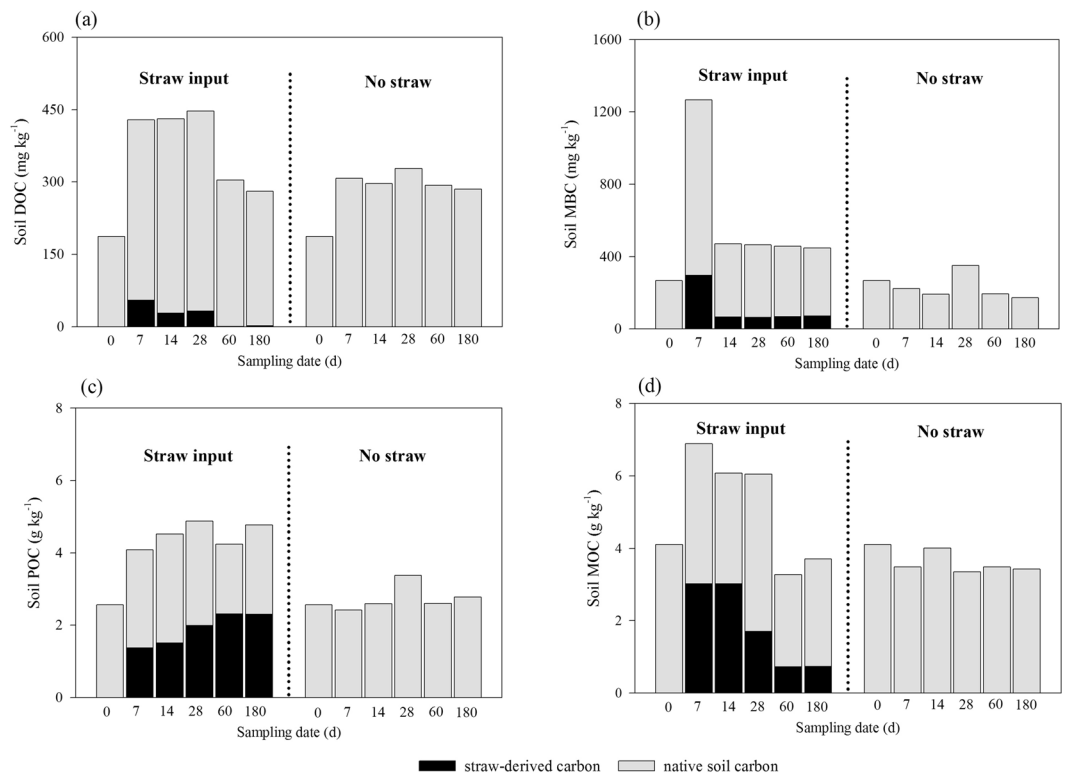 (a)
600
450
300
150
0
Soil DOC (mg kg⁻¹)
Straw input
No straw
0 7 14 28 60 180 0 7 14 28 60 180
Sampling date (d)
(b)
1600
1200
800
400
0
Soil MBC (mg kg⁻¹)
Straw input
No straw
0 7 14 28 60 180 0 7 14 28 60 180
Sampling date (d)
(c)
8
6
4
2
0
Soil POC (g kg⁻¹)
Straw input
No straw
0 7 14 28 60 180 0 7 14 28 60 180
Sampling date (d)
(d)
8
6
4
2
0
Soil MOC (g kg⁻¹)
Straw input
No straw
0 7 14 28 60 180 0 7 14 28 60 180
Sampling date (d)
straw-derived carbon native soil carbon